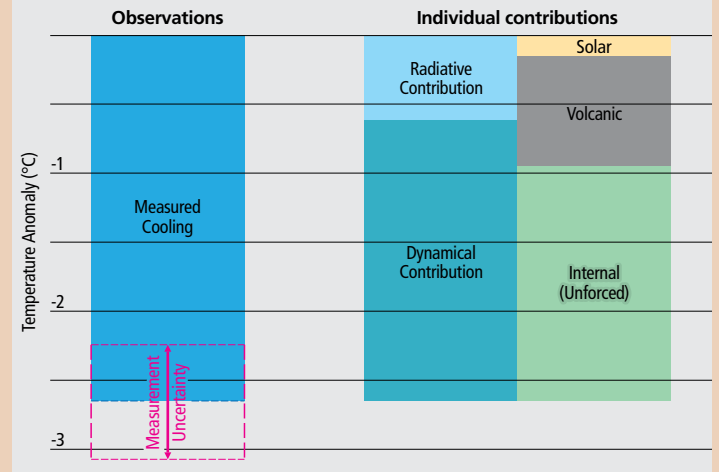 Observations
Individual contributions
Temperature Anomaly (°C)
-1
-2
-3
Measured
Cooling
Measurement
Uncertainty
Radiative
Contribution
Dynamical
Contribution
Solar
Volcanic
Internal
(Unforced)